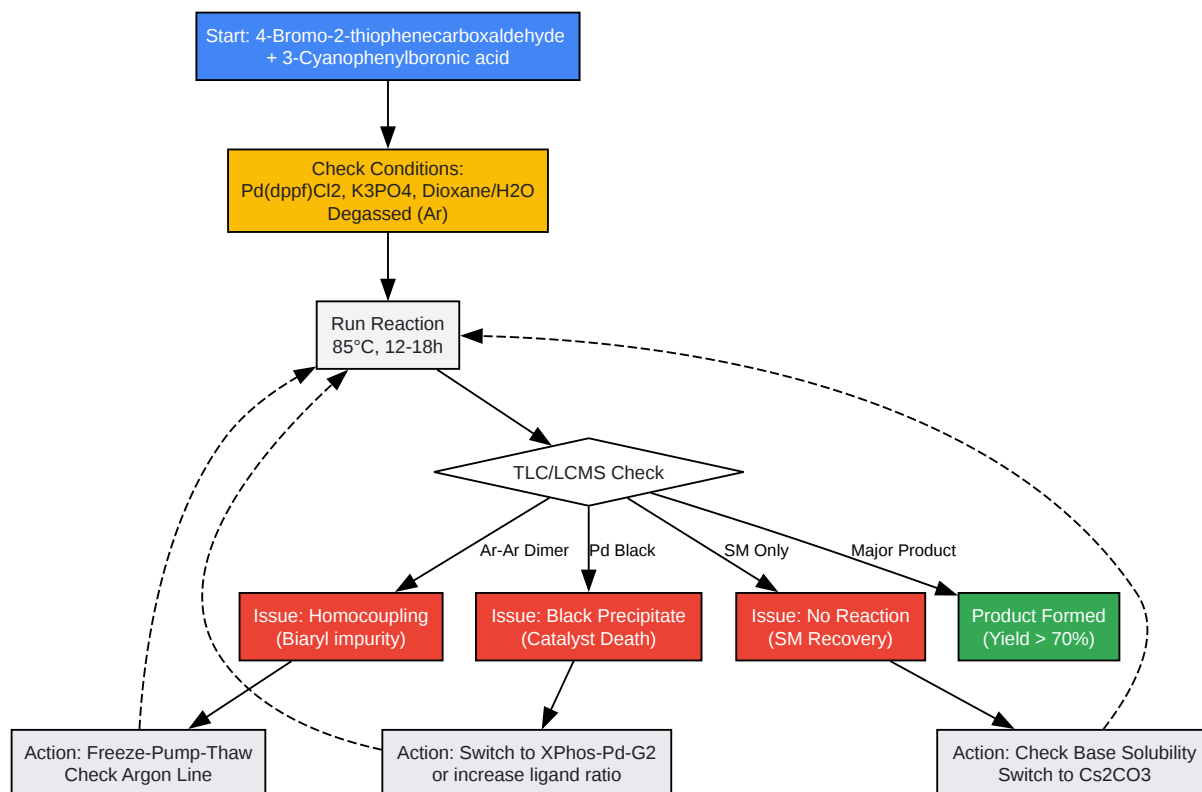 Start: 4-Bromo-2-thiophenecarboxaldehyde
+ 3-Cyanophenylboronic acid
Check Conditions:
Pd(dppf)Cl2, K3PO4, Dioxane/H2O
Degassed (Ar)
Run Reaction
85°C, 12-18h
TLC/LCMS Check
Ar-Ar Dimer
Pd Black
SM Only
Major Product
Issue: Homocoupling
(Biaryl impurity)
Issue: Black Precipitate
(Catalyst Death)
Issue: No Reaction
(SM Recovery)
Product Formed
(Yield > 70%)
Action: Freeze-Pump-Thaw
Check Argon Line
Action: Switch to XPhos-Pd-G2
or increase ligand ratio
Action: Check Base Solubility
Switch to Cs2CO3